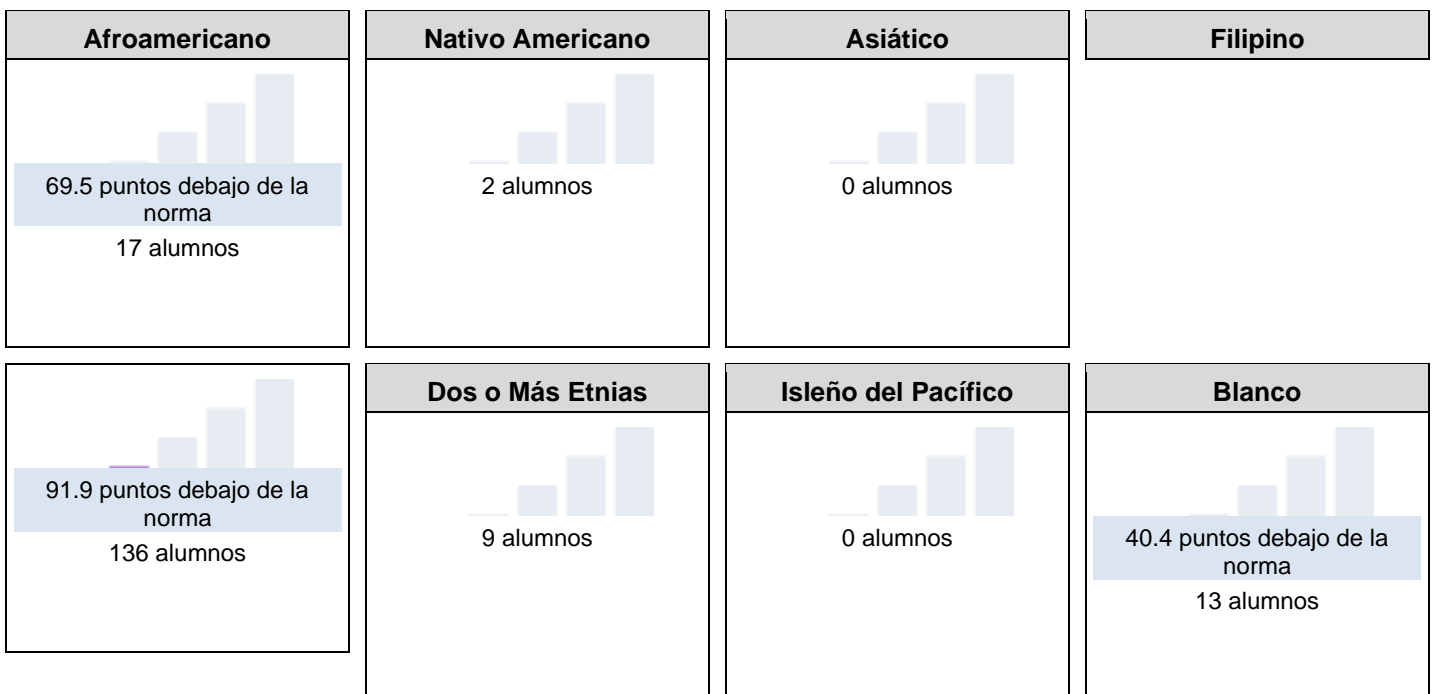 Afroamericano
69.5 puntos debajo de la
norma
17 alumnos
Nativo Americano
2 alumnos
Asiático
0 alumnos
Filipino
91.9 puntos debajo de la
norma
136 alumnos
Dos o Más Etnias
9 alumnos
Isleño del Pacífico
0 alumnos
Blanco
40.4 puntos debajo de la
norma
13 alumnos